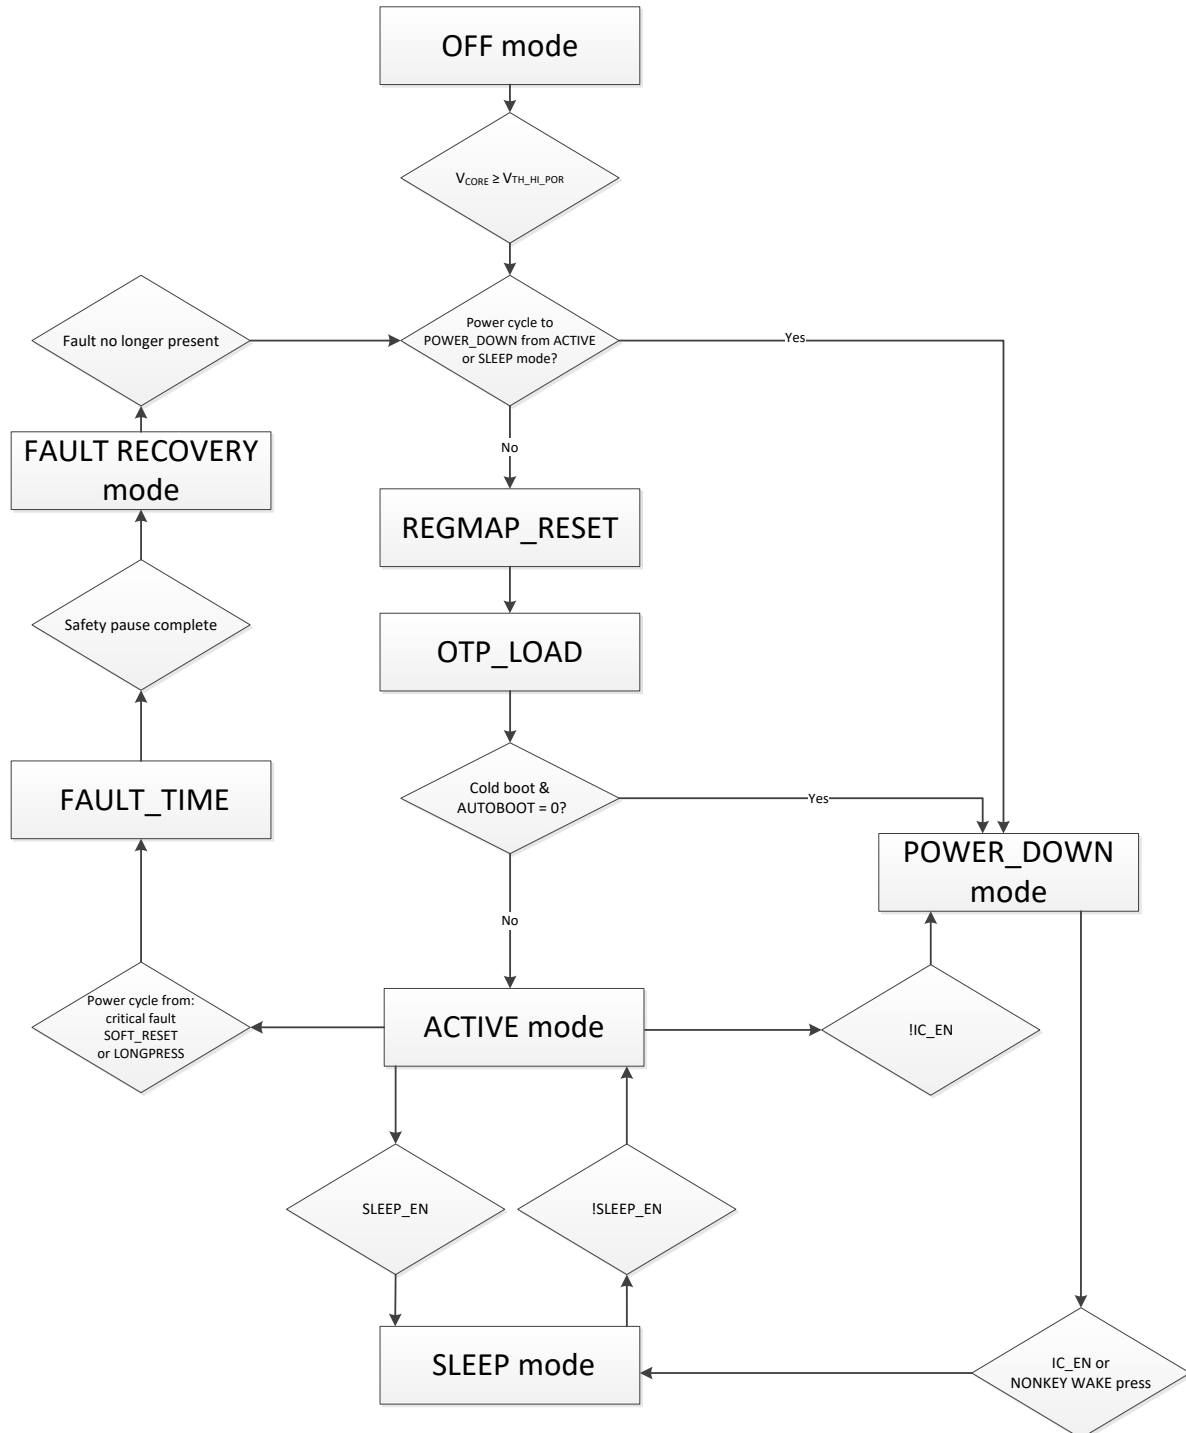 OFF mode
VCORE ≥ VTH_HI_POR
Fault no longer present
Power cycle to
POWER_DOWN from ACTIVE
or SLEEP mode?
Yes
No
FAULT RECOVERY
mode
REGMAP_RESET
Safety pause complete
OTP_LOAD
FAULT_TIME
Cold boot &
AUTOBOOT = 0?
Yes
No
POWER_DOWN
mode
Power cycle from:
critical fault
SOFT_RESET
or LONGPRESS
ACTIVE mode
!IC_EN
SLEEP_EN
!SLEEP_EN
SLEEP mode
IC_EN or
NONKEY WAKE press